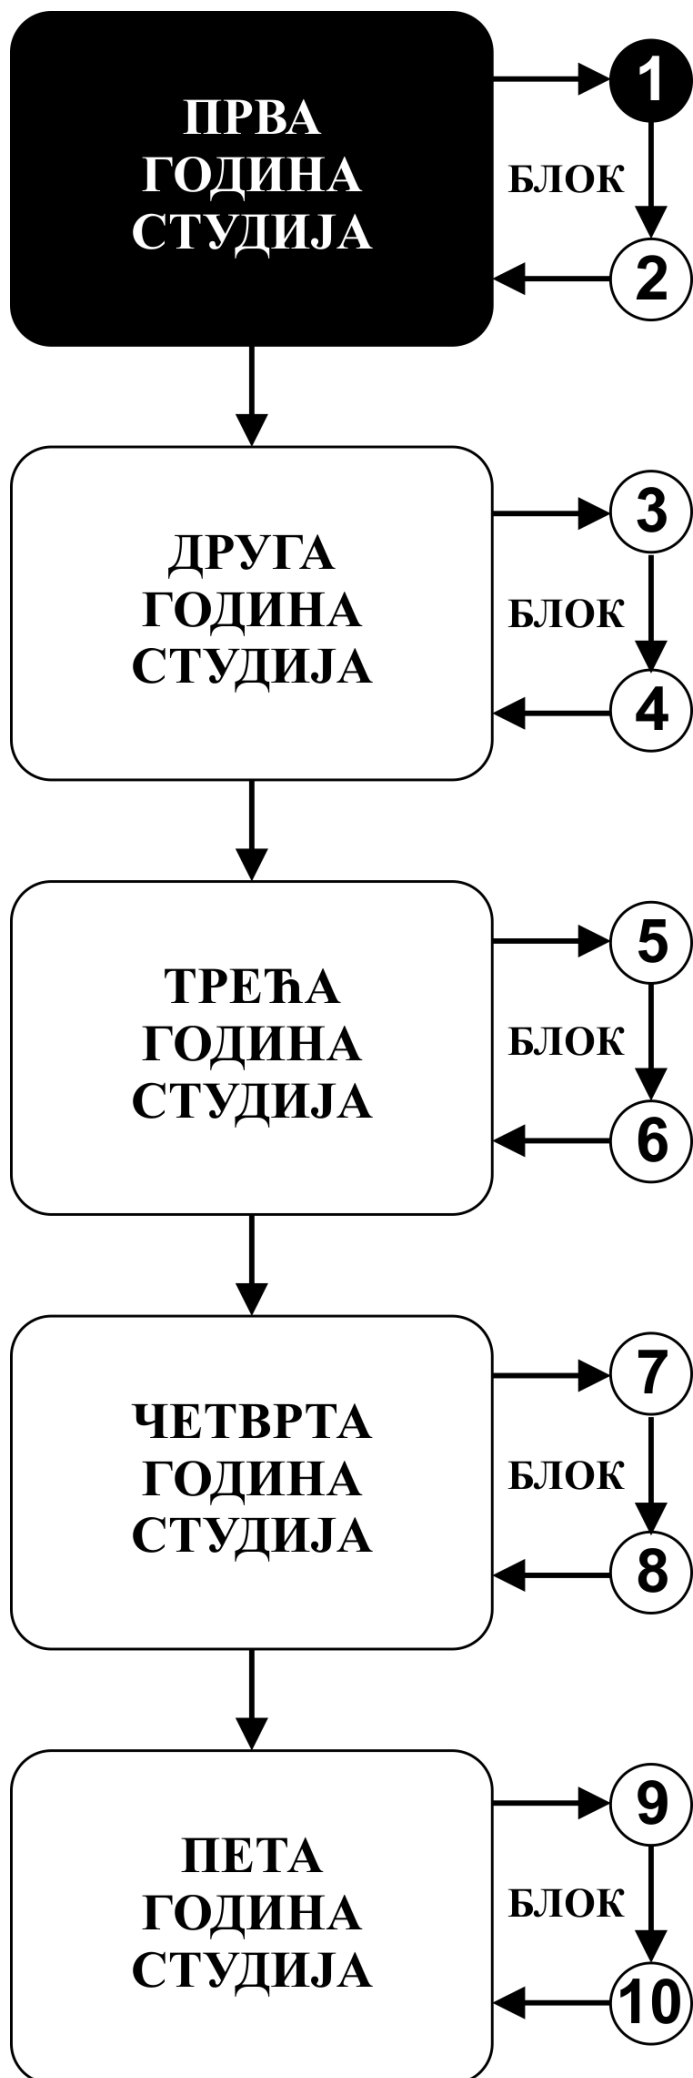 ПРВА
ГОДИНА
СТУДИЈА
1
БЛОК
2
ДРУГА
ГОДИНА
СТУДИЈА
3
БЛОК
4
ТРЕЋА
ГОДИНА
СТУДИЈА
5
БЛОК
6
ЧЕТВРТА
ГОДИНА
СТУДИЈА
7
БЛОК
8
ПЕТА
ГОДИНА
СТУДИЈА
9
БЛОК
10